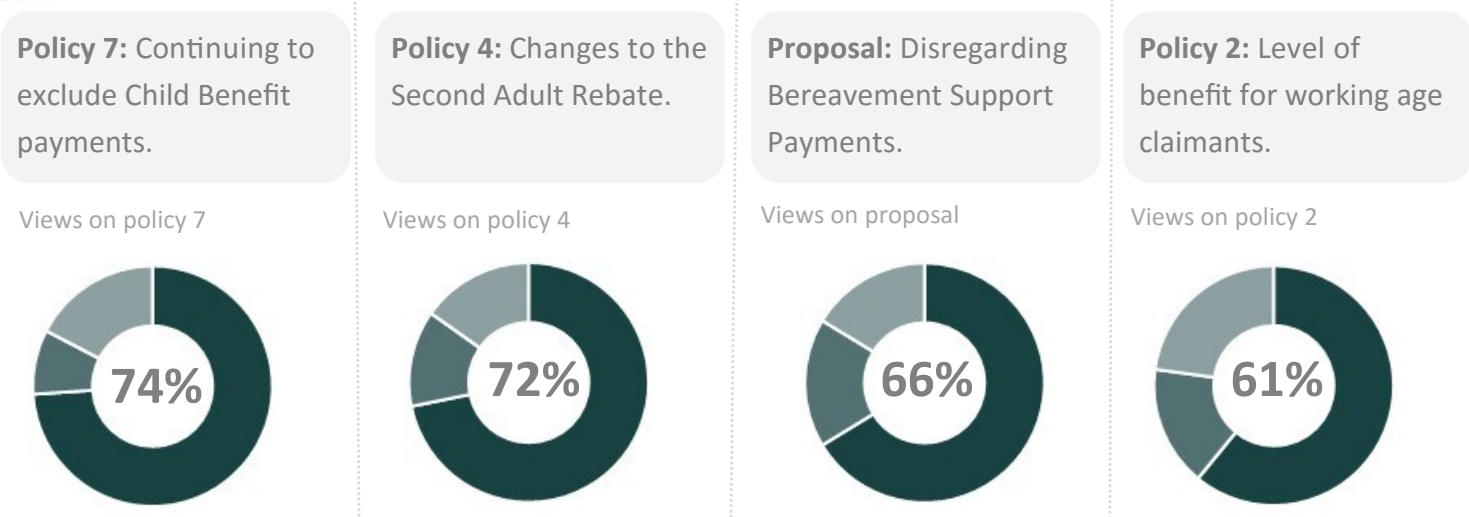 Policy 7: Continuing to
exclude Child Benefit
payments.
Views on policy 7
74%
Policy 4: Changes to the
Second Adult Rebate.
Views on policy 4
72%
Proposal: Disregarding
Bereavement Support
Payments.
Views on proposal
66%
Policy 2: Level of
benefit for working age
claimants.
Views on policy 2
61%